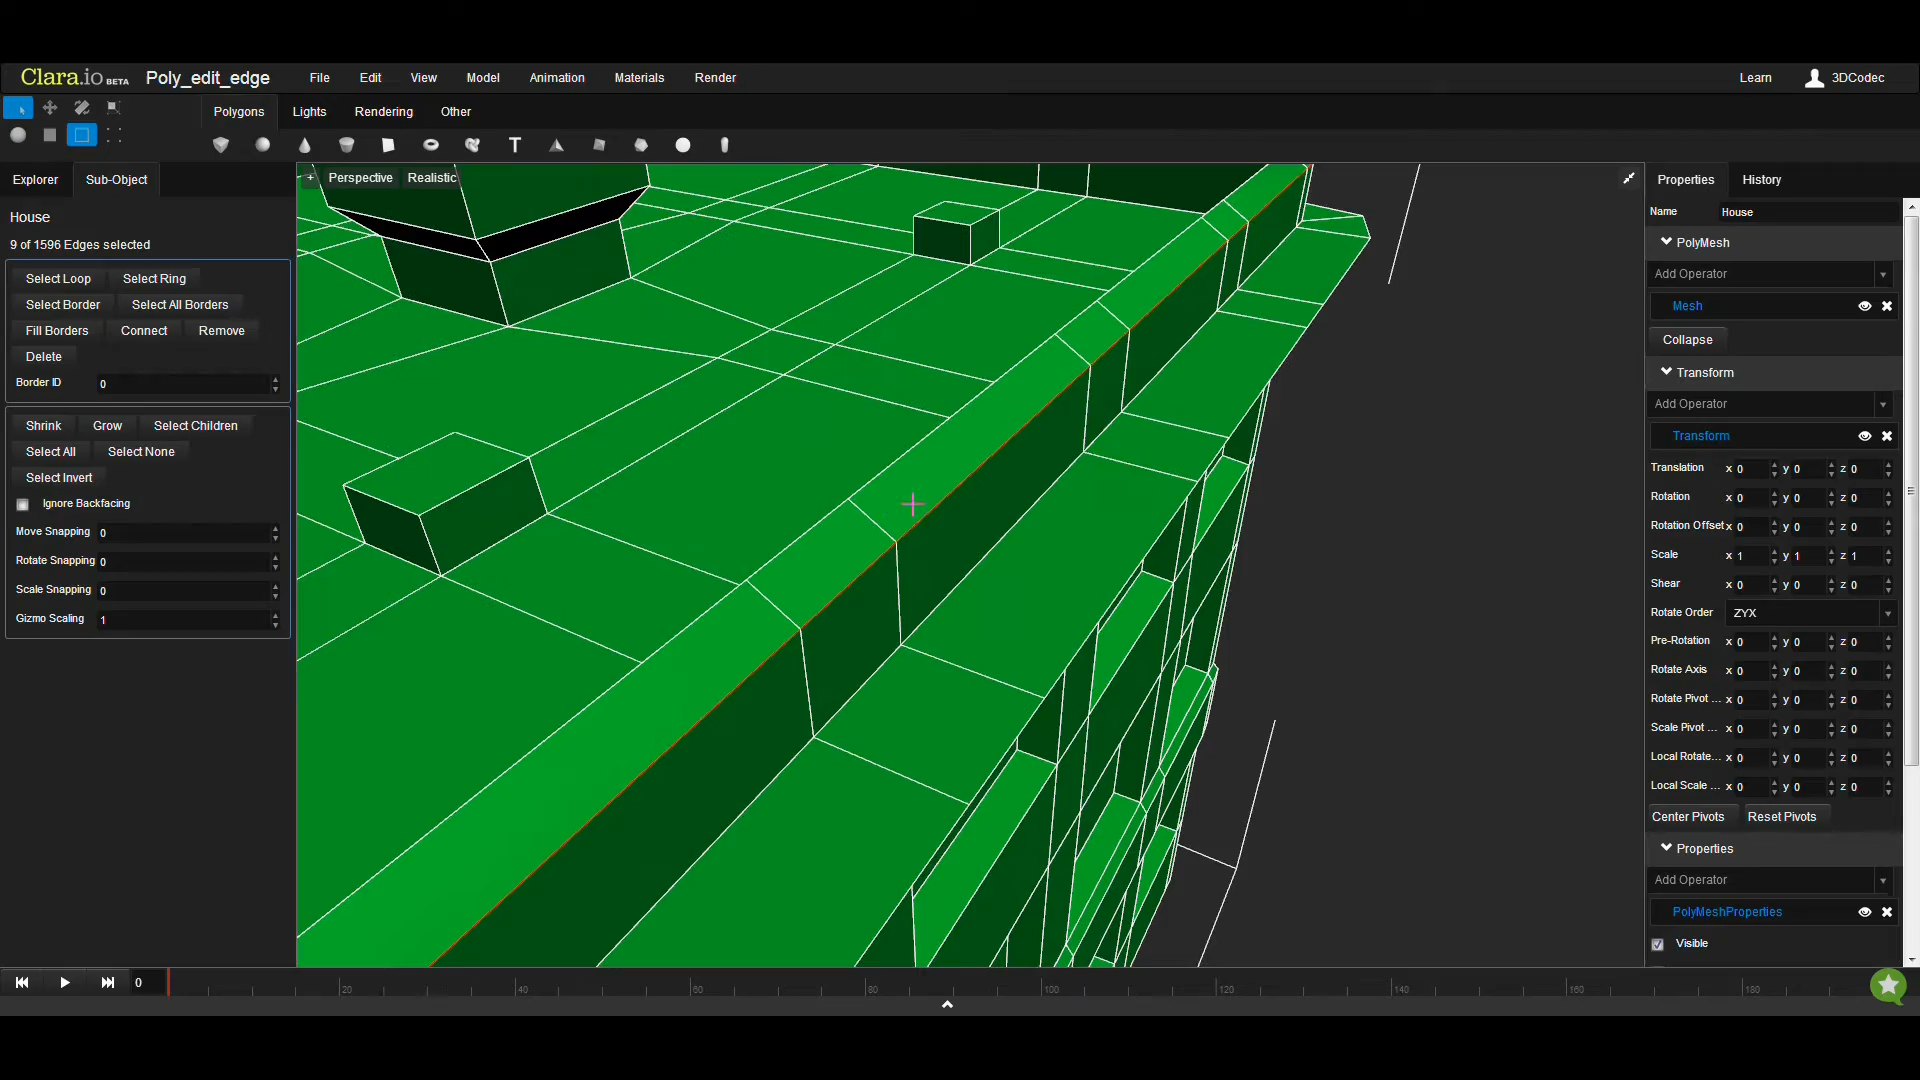 Clara.io BETA Poly_edit_edge File Edit View Model Animation Materials Render Learn 3DCodec
Polygons Lights Rendering Other
T
Explorer Sub-Object
+ Perspective Realistic
Properties History
House
Name House
9 of 1596 Edges selected
PolyMesh
Select Loop Select Ring
Add Operator
Select Border Select All Borders
Mesh
Fill Borders Connect Remove
Collapse
Delete
Transform
Border ID 0
Add Operator
Shrink Grow Select Children
Transform
Select All Select None
Translation x 0 y 0 z 0
Select Invert
Rotation x 0 y 0 z 0
Ignore Backfacing
Rotation Offset x 0 y 0 z 0
Move Snapping 0
Scale x 1 y 1 z 1
Rotate Snapping 0
Shear x 0 y 0 z 0
Scale Snapping 0
Rotate Order ZYX
Gizmo Scaling 1
Pre-Rotation x 0 y 0 z 0
Rotate Axis x 0 y 0 z 0
Rotate Pivot ... x 0 y 0 z 0
Scale Pivot ... x 0 y 0 z 0
Local Rotate... x 0 y 0 z 0
Local Scale ... x 0 y 0 z 0
Center Pivots Reset Pivots
Properties
Add Operator
PolyMeshProperties
Visible
0 20 40 60 80 100 120 140 160 180